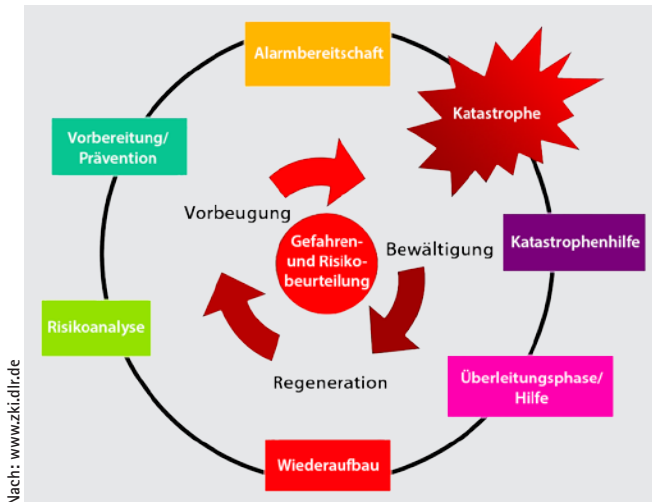 Alarmbereitschaft
Katastrophe
Vorbereitung/
Prävention
Vorbeugung
Gefahren-
und Risiko-
beurteilung
Bewältigung
Katastrophenhilfe
Risikoanalyse
Regeneration
Überleitungsphase/
Hilfe
Wiederaufbau
Nach: www.zki.dlr.de